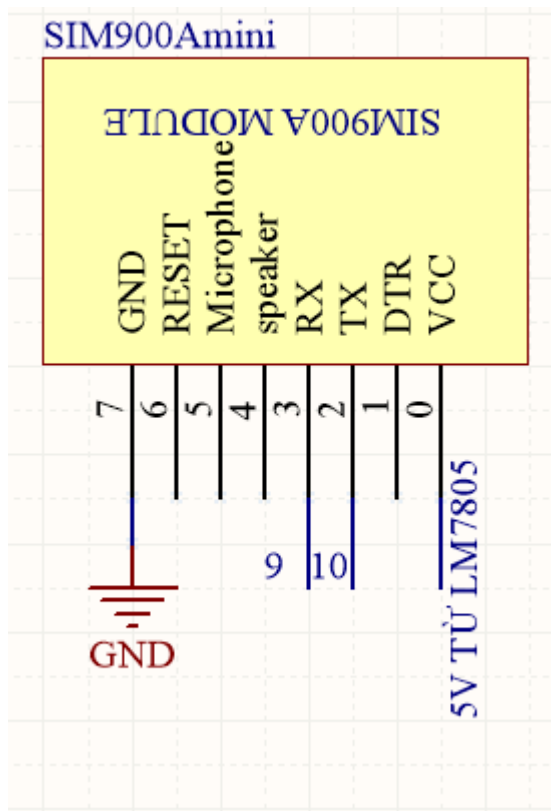 SIM900Amini
SIM900A MODULE
GND
RESET
Microphone
speaker
RX
TX
DTR
VCC
7
6
5
4
3
2
1
0
9
10
5V TỪ LM7805
GND